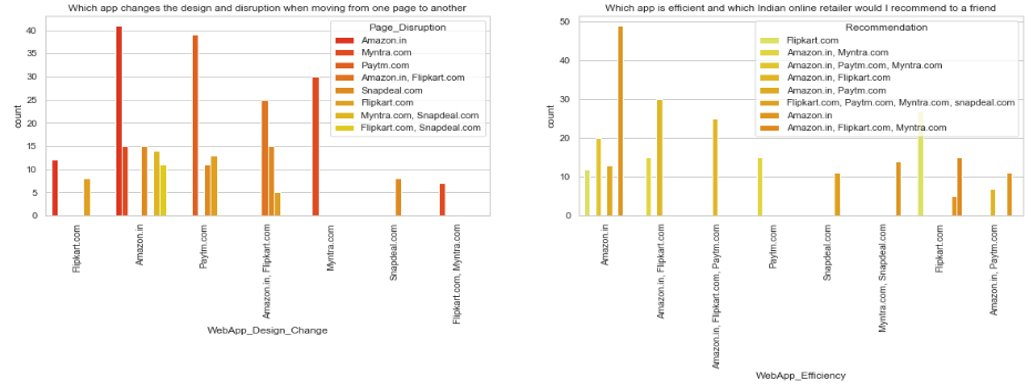 Which app changes the design and disruption when moving from one page to another
Page_Disruption
Amazon.in
Myntra.com
Paytm.com
Amazon.in, Flipkart.com
Snapdeal.com
Flipkart.com
Myntra.com, Snapdeal.com
Flipkart.com, Snapdeal.com
count
40
35
30
25
20
15
10
5
0
Flipkart.com
Amazon.in
Paytm.com
Amazon.in, Flipkart.com
Myntra.com
Snapdeal.com
Flipkart.com, Myntra.com
WebApp_Design_Change
Which app is efficient and which Indian online retailer would I recommend to a friend
Recommendation
Flipkart.com
Amazon.in, Myntra.com
Amazon.in, Paytm.com, Myntra.com
Amazon.in, Flipkart.com
Amazon.in, Paytm.com
Flipkart.com, Paytm.com, Myntra.com, snapdeal.com
Amazon.in
Amazon.in, Flipkart.com, Myntra.com
count
50
40
30
20
10
0
Amazon.in
Amazon.in, Flipkart.com
Amazon.in, Flipkart.com, Paytm.com
Paytm.com
Snapdeal.com
Myntra.com, Snapdeal.com
Flipkart.com
Amazon.in, Paytm.com
WebApp_Efficiency